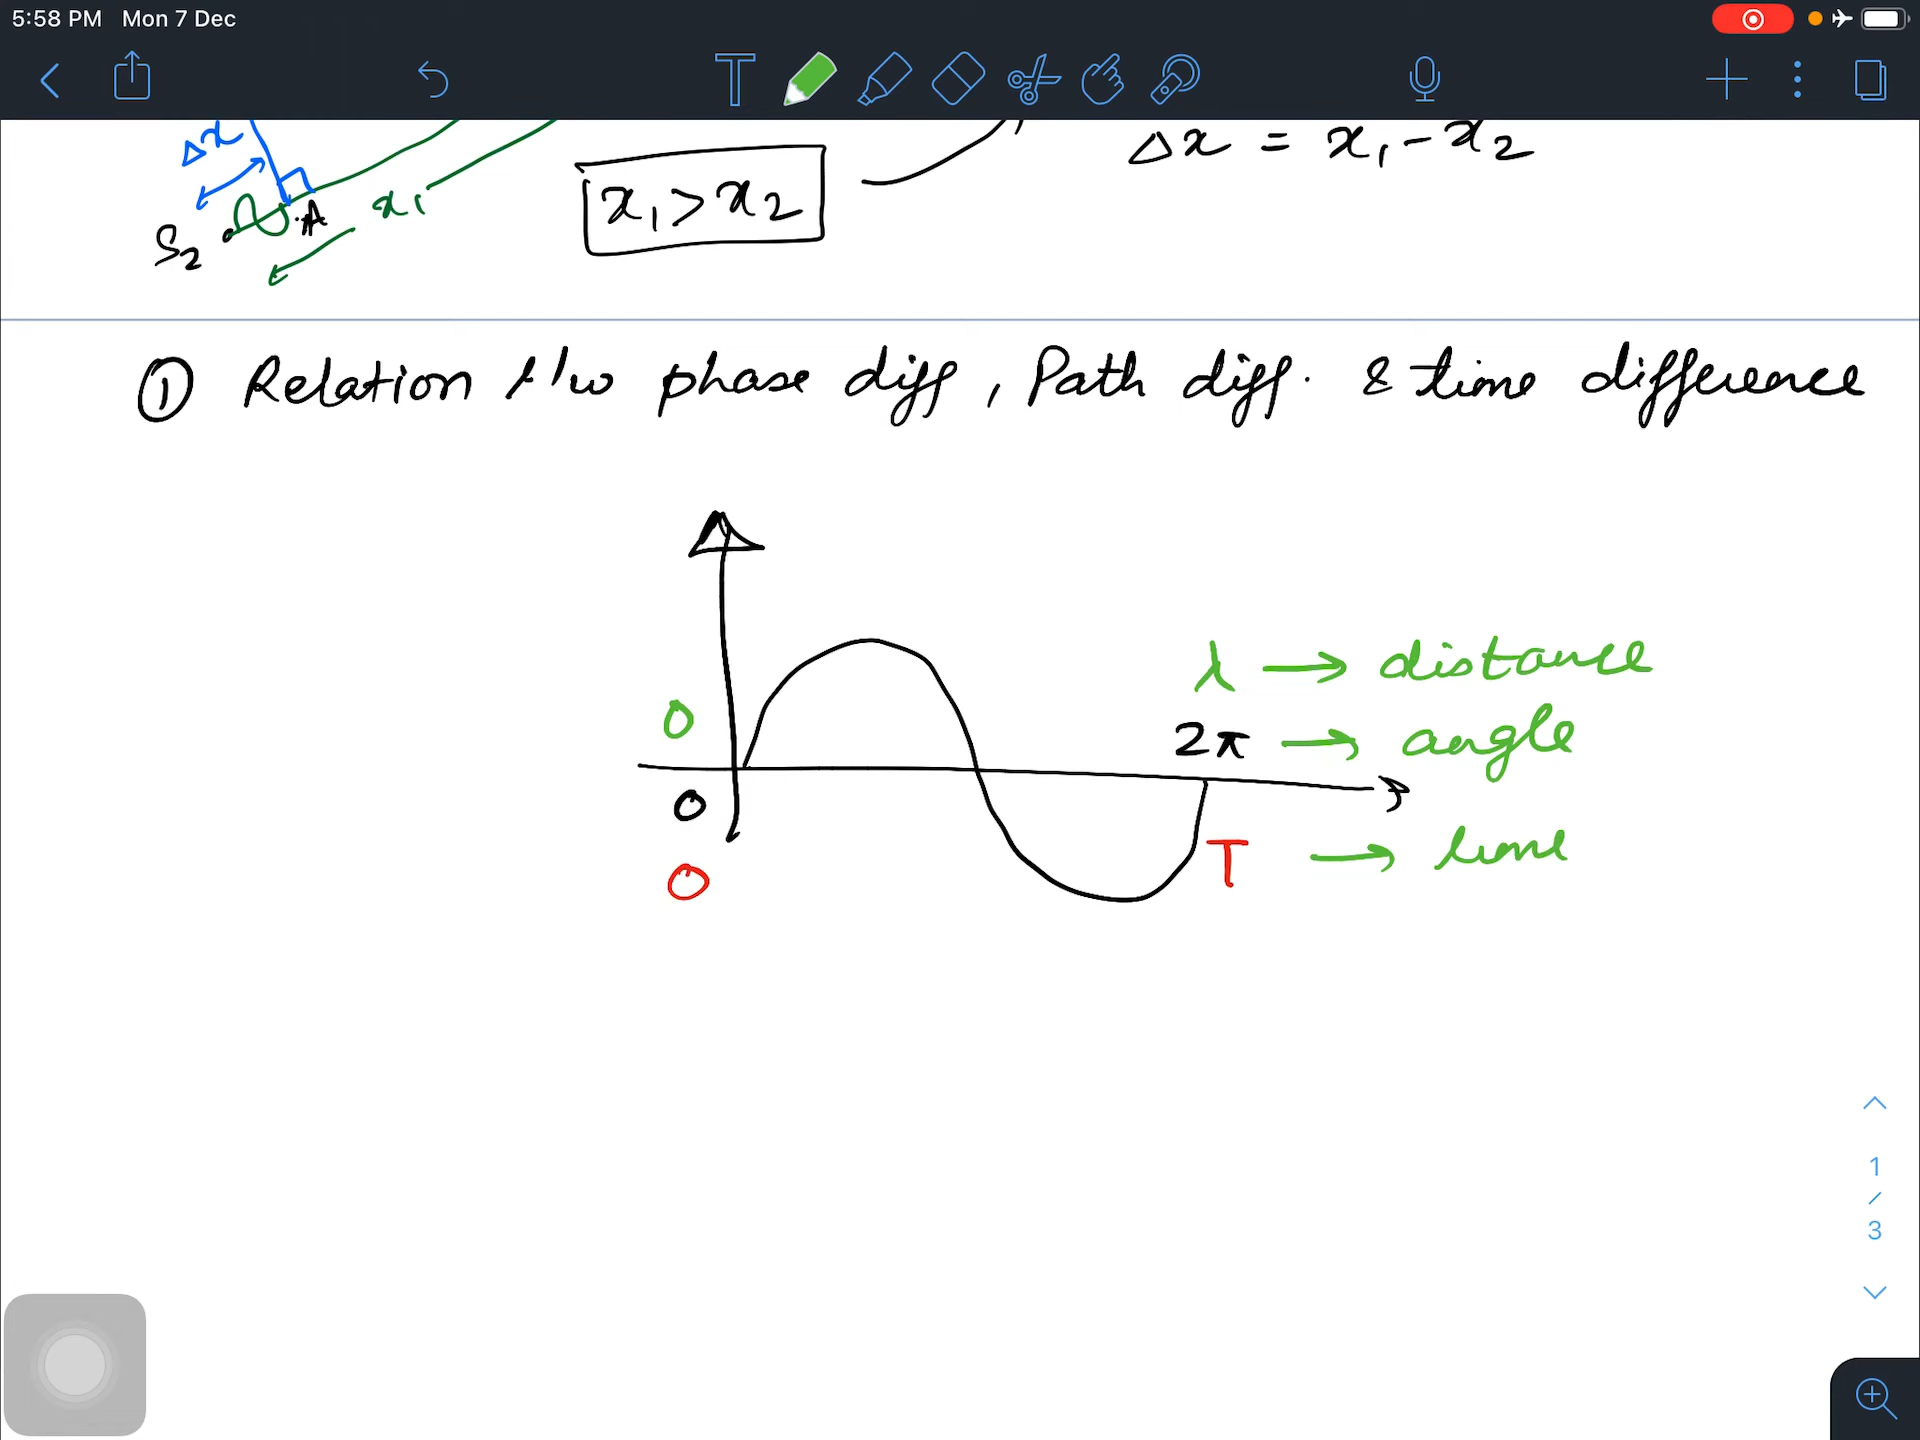 5:58 PM Mon 7 Dec
Δx
Δx = x₁ - x₂
x₁
x₁ > x₂
A
S₂
① Relation b/w phase diff, Path diff. & time difference
λ → distance
0
2π → angle
0
T → time
0
1
/
3